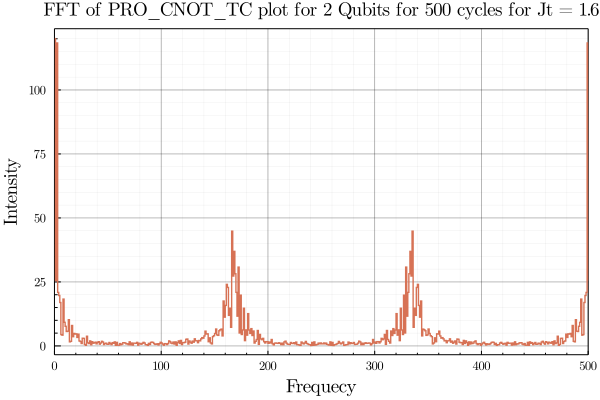 FFT of PRO_CNOT_TC plot for 2 Qubits for 500 cycles for Jt = 1.6
100
75
50
25
0
Intensity
0 100 200 300 400 500
Frequecy